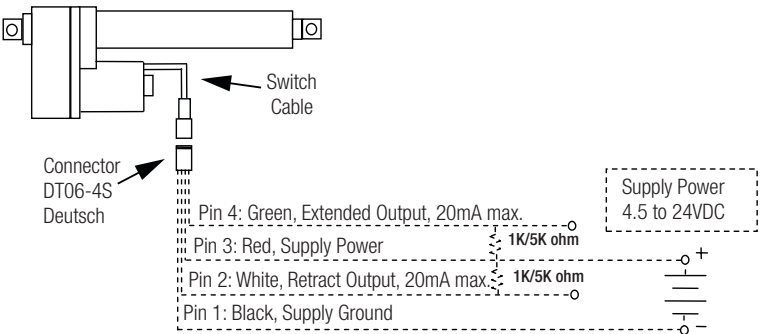 Switch
Cable
Connector
DT06-4S
Deutsch
Supply Power
4.5 to 24VDC
Pin 4: Green, Extended Output, 20mA max.
1K/5K ohm
Pin 3: Red, Supply Power
+
Pin 2: White, Retract Output, 20mA max.
1K/5K ohm
Pin 1: Black, Supply Ground
–